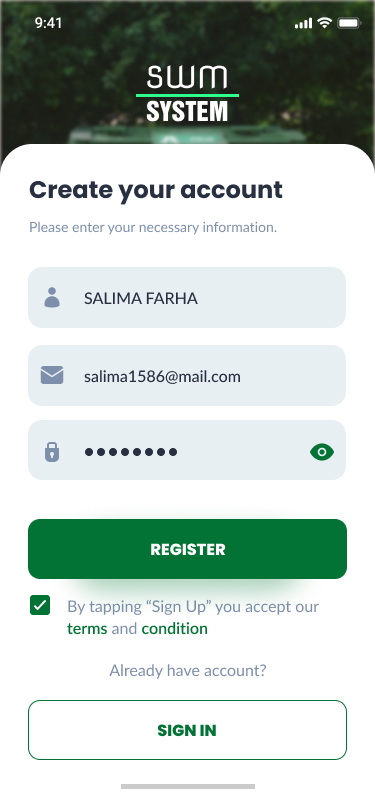 9:41
swm
SYSTEM
Create your account
Please enter your necessary information.
SALIMA FARHA
salima1586@mail.com
REGISTER
By tapping “Sign Up” you accept our
terms and condition
Already have account?
SIGN IN